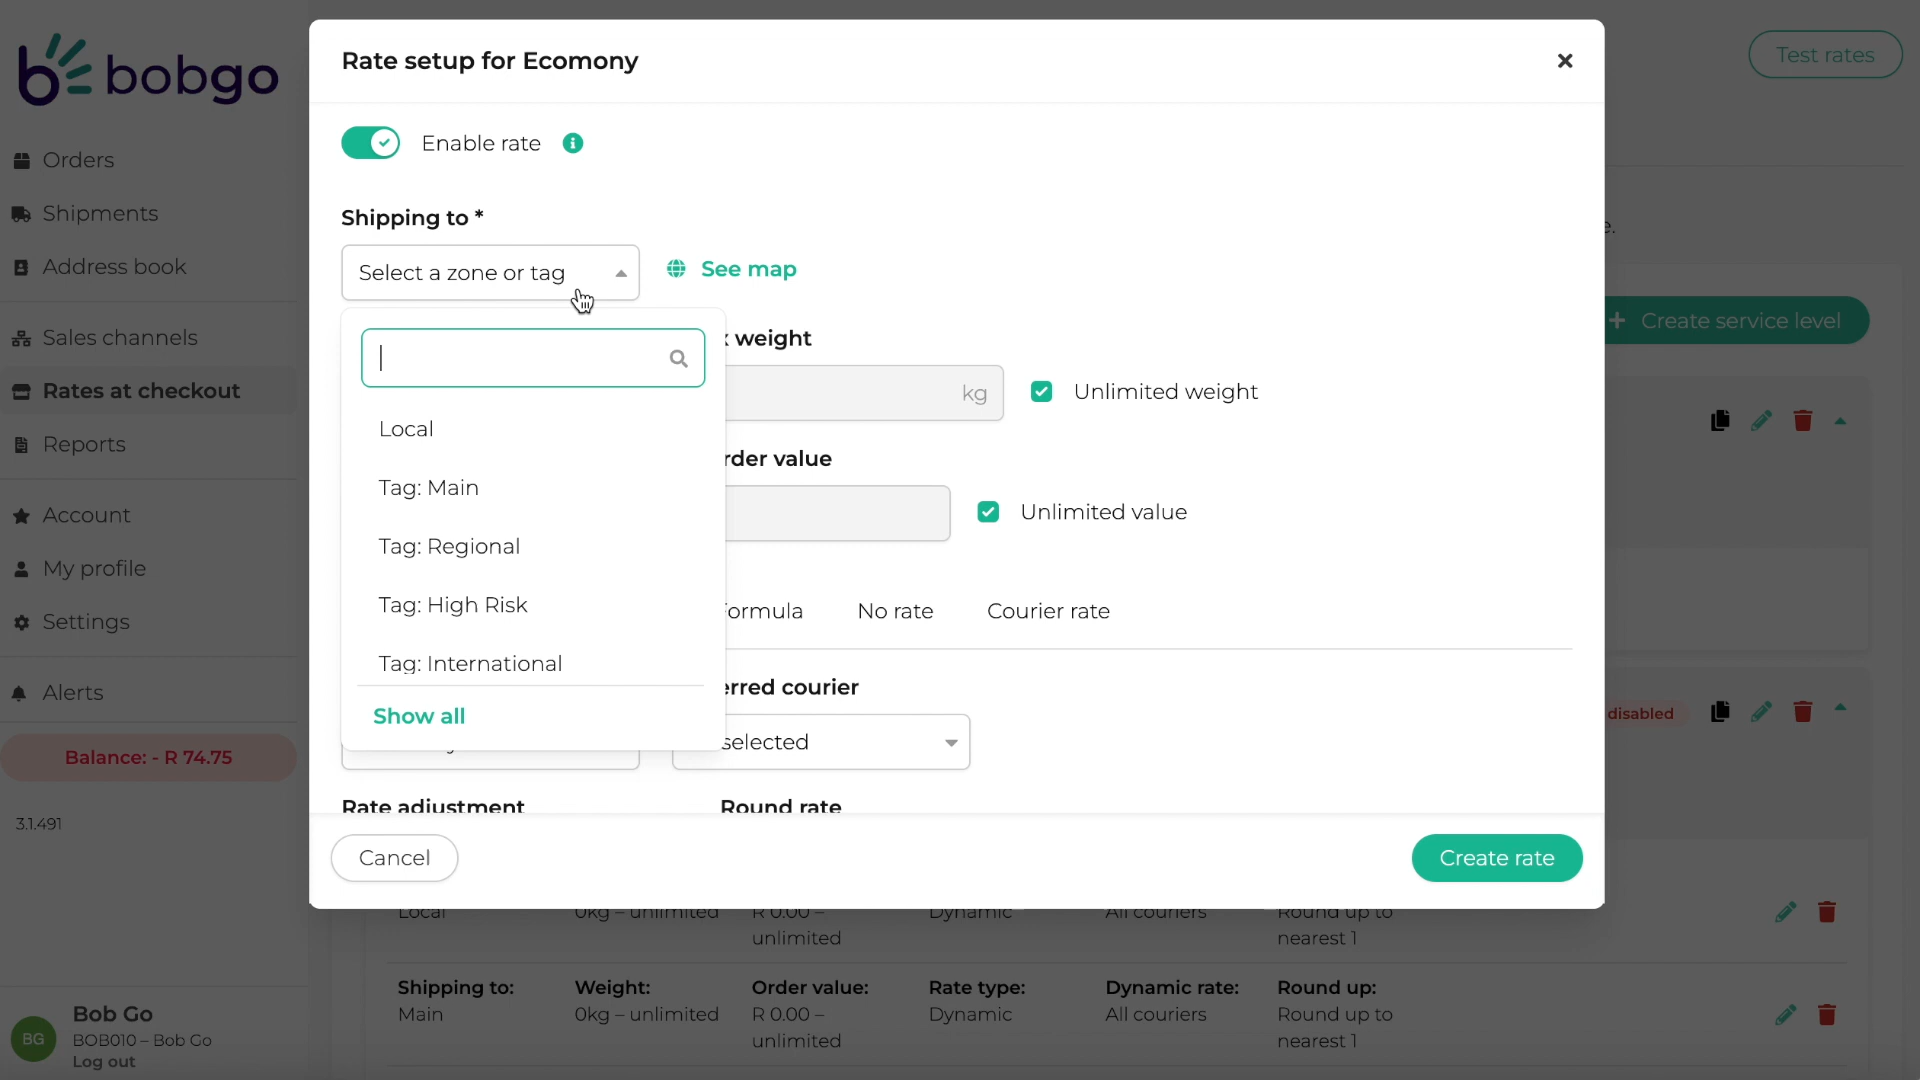 bobgo
Orders
Shipments
Address book
Sales channels
Rates at checkout
Reports
Account
My profile
Settings
Alerts
Balance: - R 74.75
3.1.491
BG
Bob Go
BOB010 – Bob Go
Log out
Test rates
Create service level
disabled
Rate setup for Ecomony
Enable rate
Shipping to *
Select a zone or tag
See map
Local
Tag: Main
Tag: Regional
Tag: High Risk
Tag: International
Show all
weight
kg
Unlimited weight
rder value
Unlimited value
ormula No rate Courier rate
erred courier
selected
Rate adjustment Round rate
Cancel
Create rate
Local 0kg – unlimited R 0.00 – Dynamic All couriers Round up to
unlimited nearest 1
Shipping to: Weight: Order value: Rate type: Dynamic rate: Round up:
Main 0kg – unlimited R 0.00 – Dynamic All couriers Round up to
unlimited nearest 1